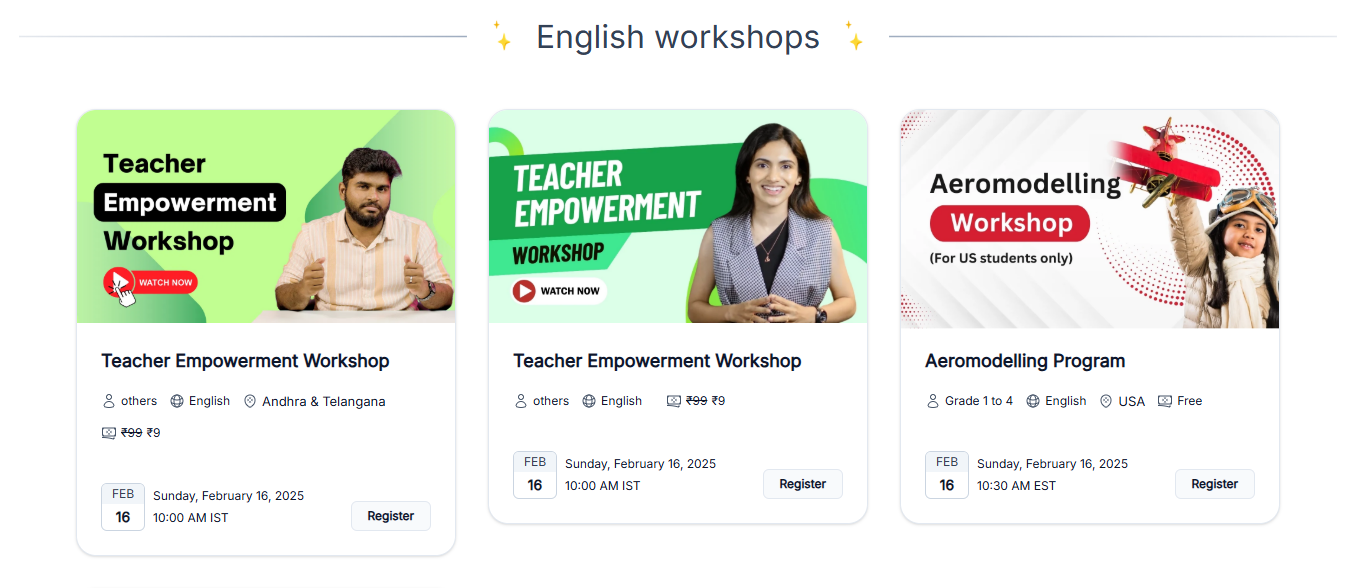 English workshops
Teacher
Empowerment
Workshop
WATCH NOW
Teacher Empowerment Workshop
others English Andhra & Telangana
₹99 ₹9
FEB
16
Sunday, February 16, 2025
10:00 AM IST
Register
TEACHER
EMPOWERMENT
WORKSHOP
WATCH NOW
Teacher Empowerment Workshop
others English ₹99 ₹9
FEB
16
Sunday, February 16, 2025
10:00 AM IST
Register
Aeromodelling
Workshop
(For US students only)
Aeromodelling Program
Grade 1 to 4 English USA Free
FEB
16
Sunday, February 16, 2025
10:30 AM EST
Register